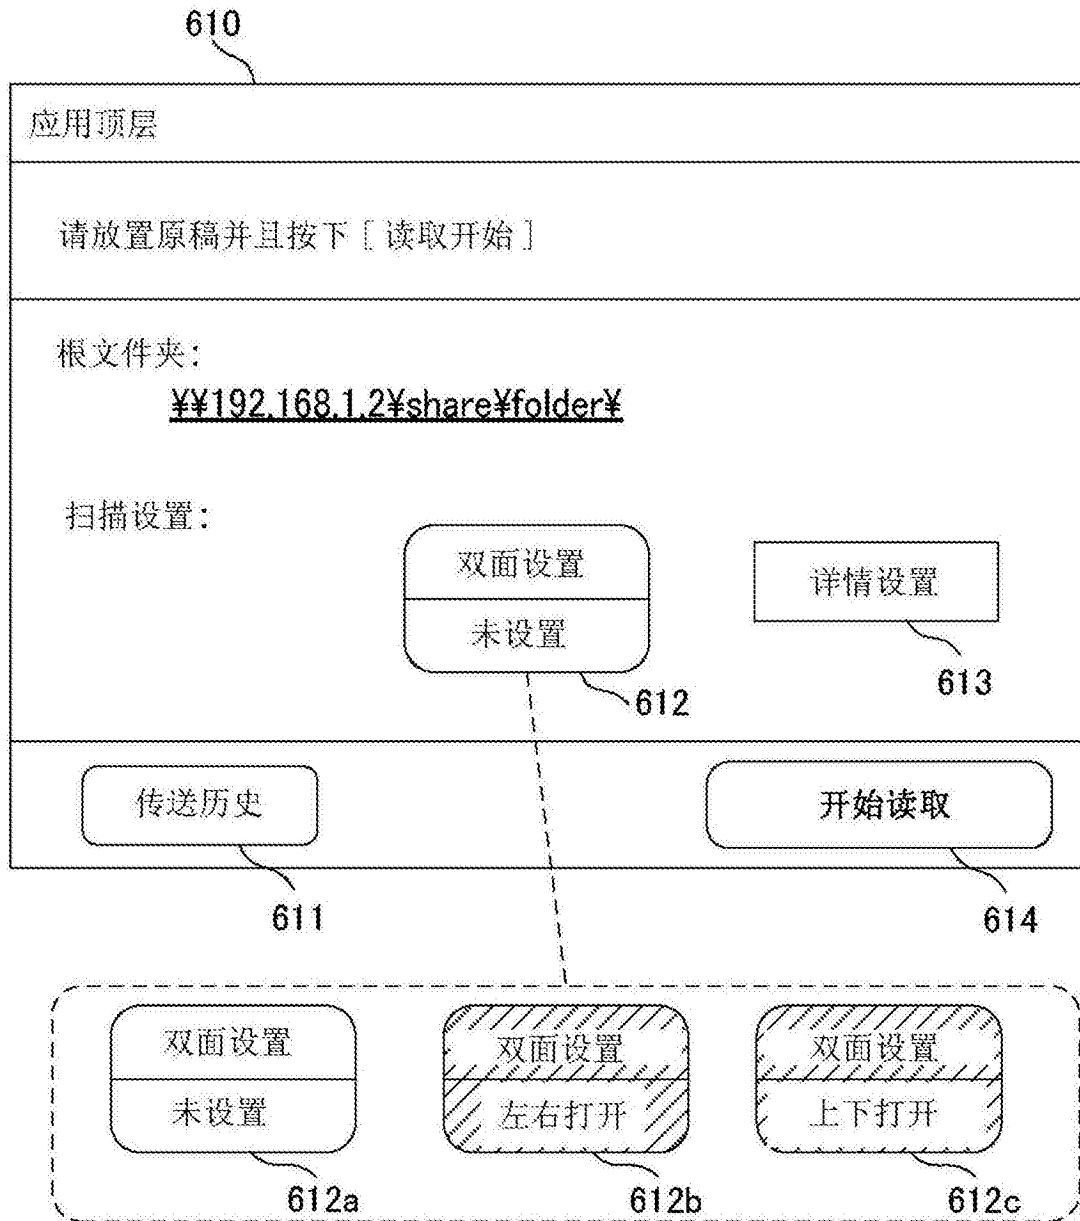 610
应用顶层
请放置原稿并且按下 [ 读取开始 ]
根文件夹:
¥¥192.168.1.2¥share¥folder¥
扫描设置:
双面设置
未设置
612
详情设置
613
传送历史
611
开始读取
614
双面设置
未设置
612a
双面设置
左右打开
612b
双面设置
上下打开
612c